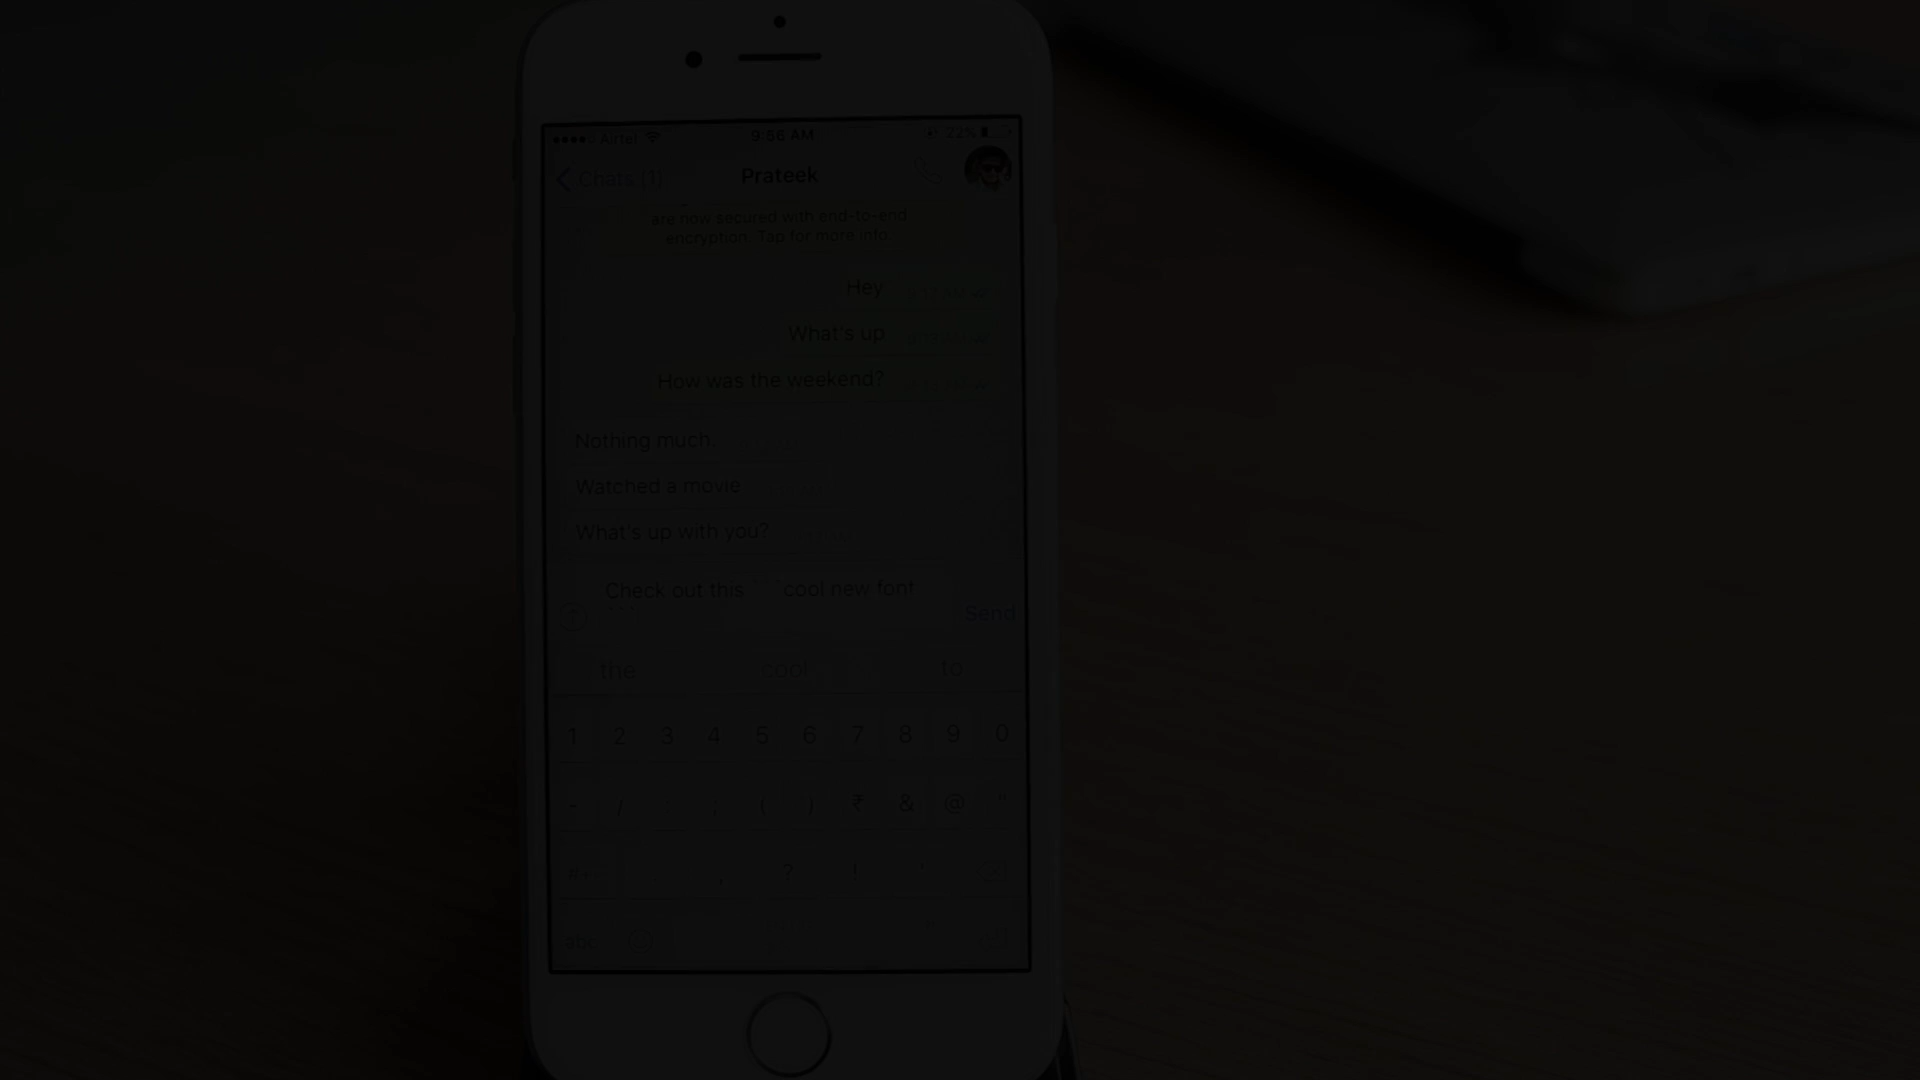 Airtel 9:56 AM 22%
Chats (1) Prateek
are now secured with end-to-end
encryption. Tap for more info.
Hey
What's up
How was the weekend?
Nothing much.
Watched a movie
What's up with you?
Check out this ```cool new font
```
Send
the cool to
1 2 3 4 5 6 7 8 9 0
- / : ; ( ) ₹ & @ "
. , ? ! '
abc